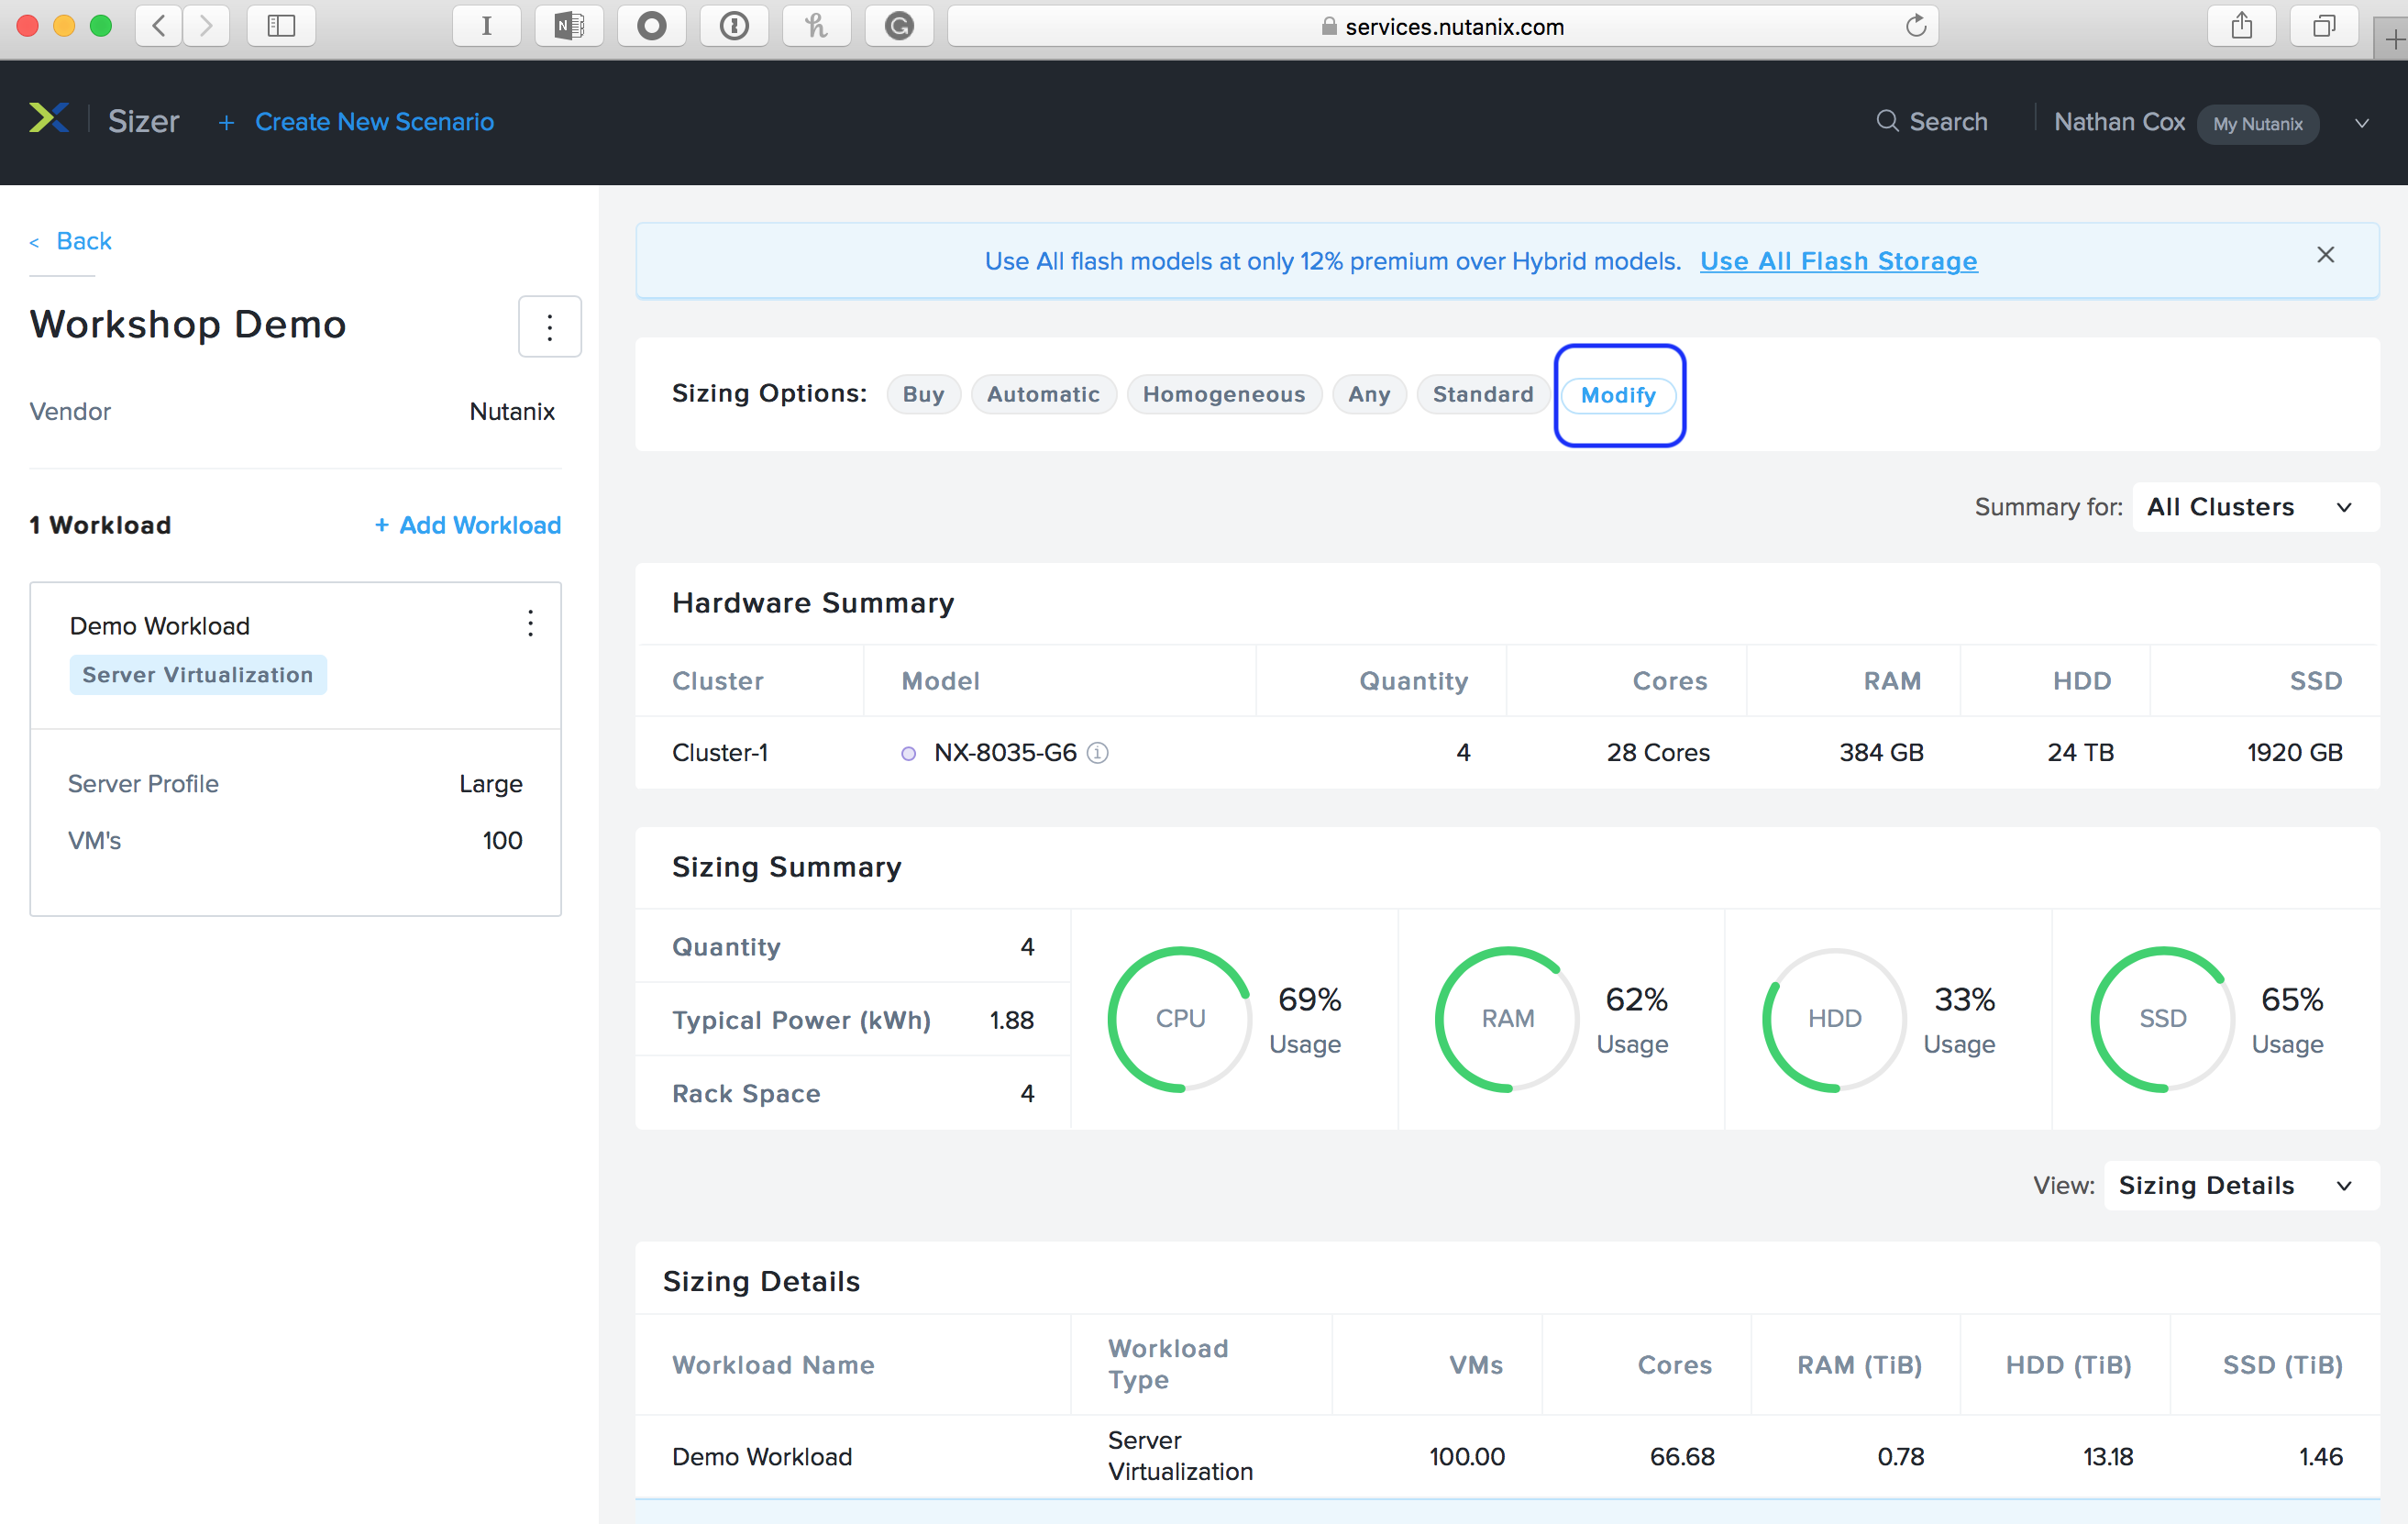 services.nutanix.com
Sizer + Create New Scenario
Search
Nathan Cox My Nutanix
< Back
Workshop Demo
Vendor Nutanix
1 Workload + Add Workload
Demo Workload
Server Virtualization
Server Profile Large
VM's 100
Use All flash models at only 12% premium over Hybrid models. Use All Flash Storage
Sizing Options: Buy Automatic Homogeneous Any Standard Modify
Summary for: All Clusters
Hardware Summary
Cluster Model Quantity Cores RAM HDD SSD
Cluster-1 NX-8035-G6 4 28 Cores 384 GB 24 TB 1920 GB
Sizing Summary
Quantity 4
Typical Power (kWh) 1.88
Rack Space 4
CPU 69% Usage
RAM 62% Usage
HDD 33% Usage
SSD 65% Usage
View: Sizing Details
Sizing Details
Workload Name Workload Type VMs Cores RAM (TiB) HDD (TiB) SSD (TiB)
Demo Workload Server Virtualization 100.00 66.68 0.78 13.18 1.46